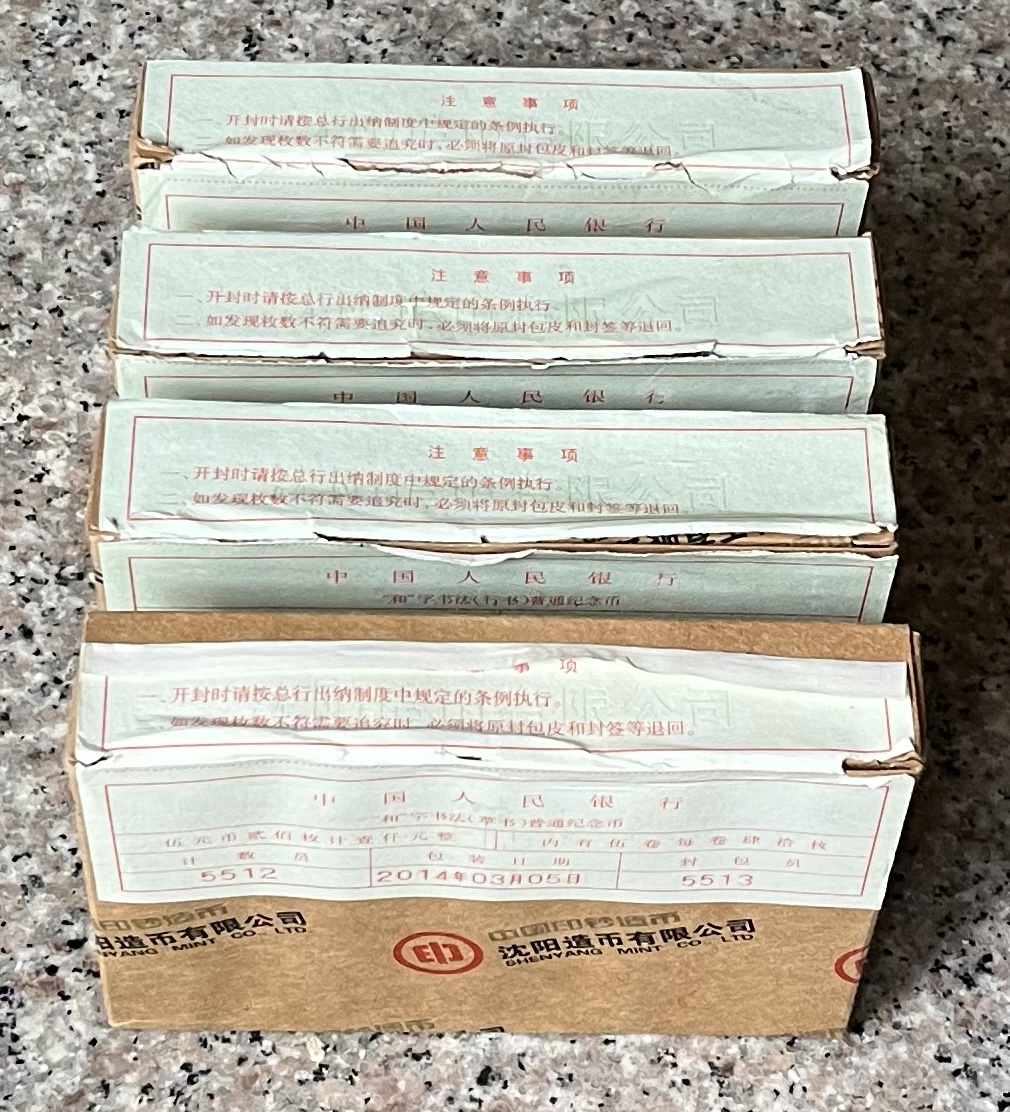 注意事项
一、开封时请按总行出纳制度中规定的条例执行。
二、如发现枚数不符需要追究时，必须将原封包皮和封签等退回。
中国人民银行
注意事项
一、开封时请按总行出纳制度中规定的条例执行。
二、如发现枚数不符需要追究时，必须将原封包皮和封签等退回。
中国人民银行
注意事项
一、开封时请按总行出纳制度中规定的条例执行。
二、如发现枚数不符需要追究时，必须将原封包皮和封签等退回。
中国人民银行
“和”字书法(行书)普通纪念币
事项
一、开封时请按总行出纳制度中规定的条例执行。
二、如发现枚数不符需要追究时，必须将原封包皮和封签等退回。
中国人民银行
“和”字书法(草书)普通纪念币
伍元币贰佰枚计壹仟元整 内有伍卷每卷肆拾枚
计数员 包装日期 封包员
5512 2014年03月05日 5513
中国印钞造币
阳造币有限公司 沈阳造币有限公司
MINT CO LTD SHENYANG MINT CO LTD